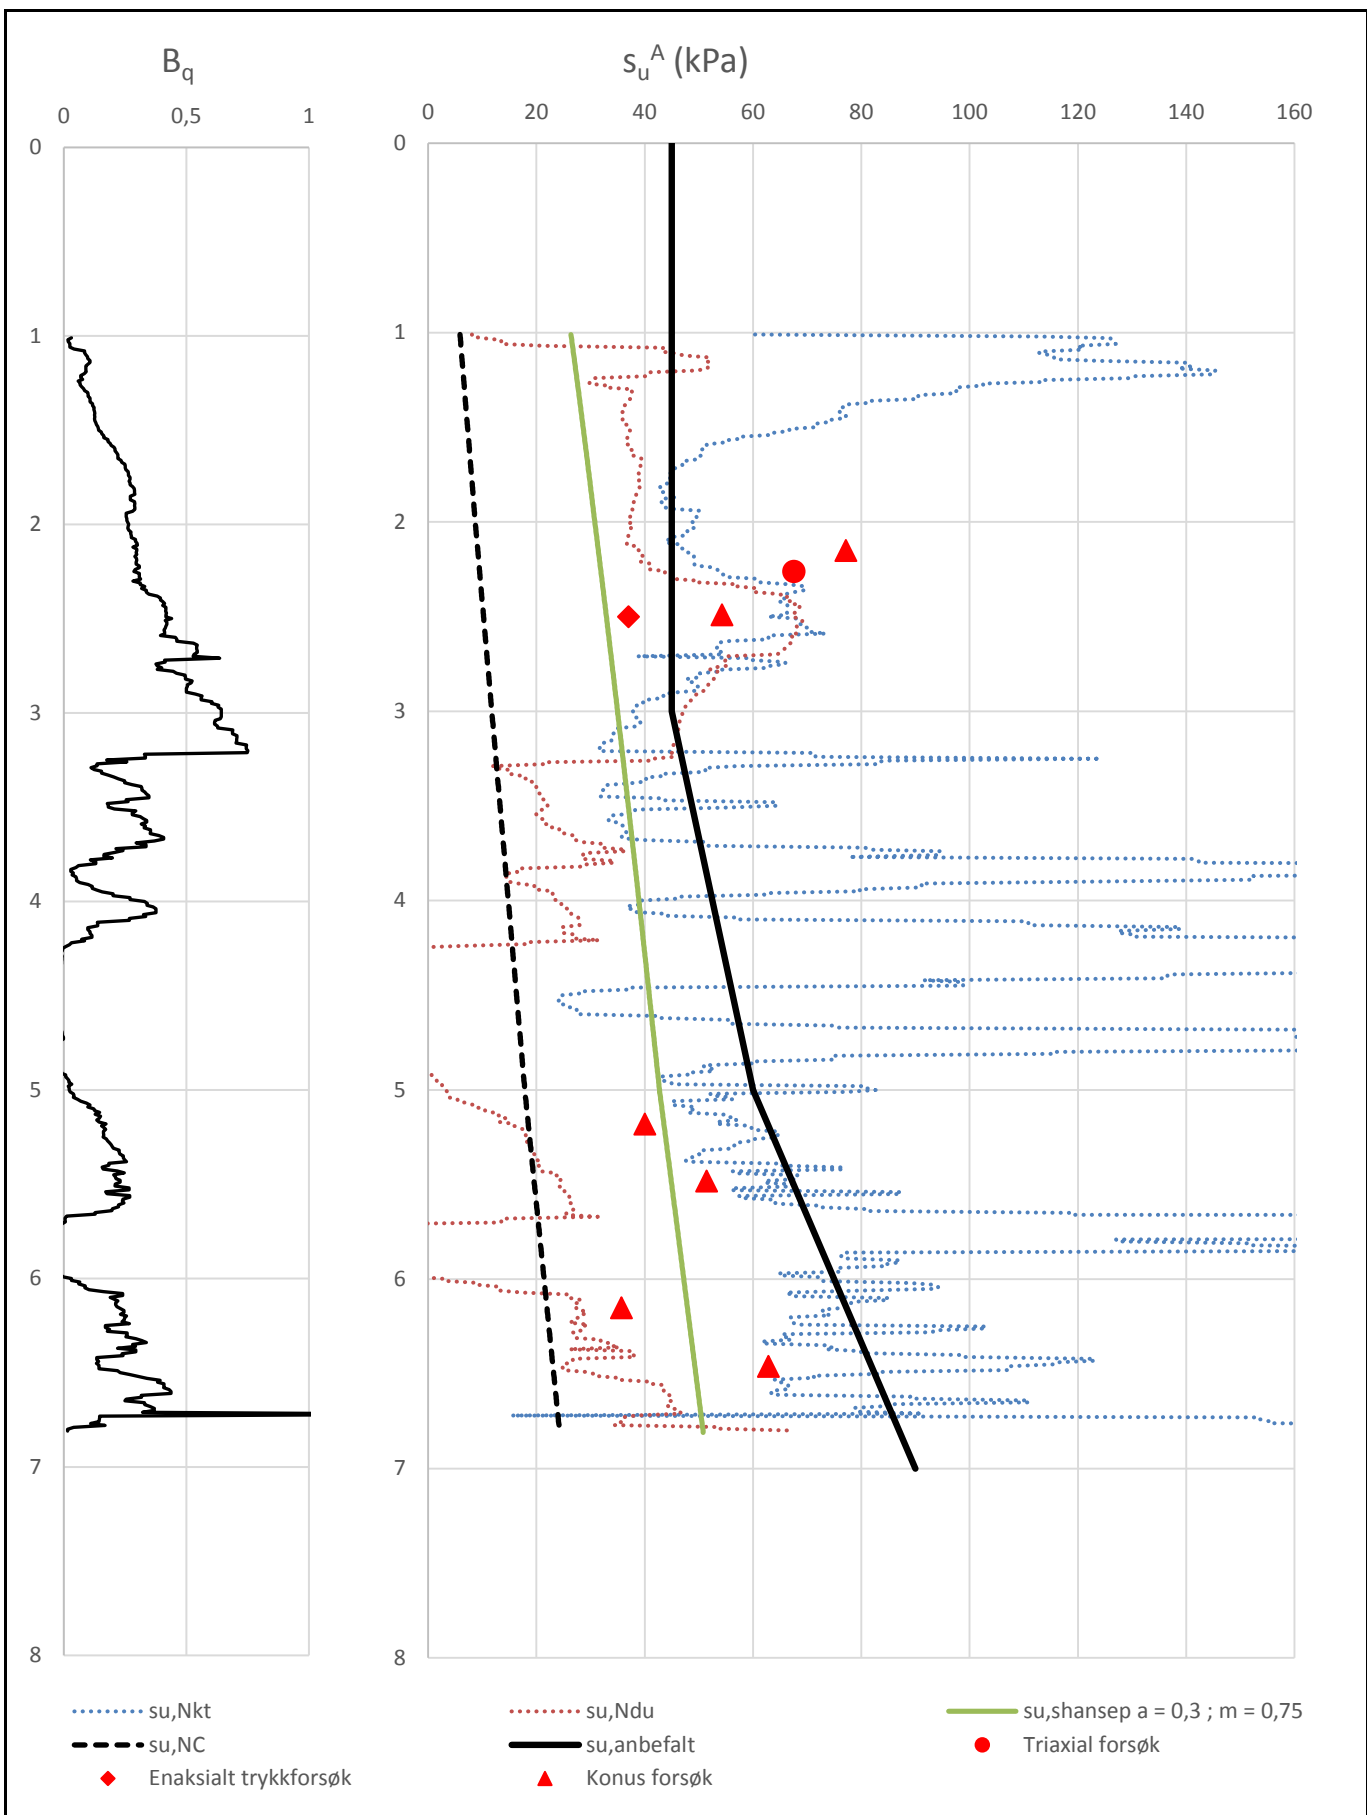 B_q
s_u^A (kPa)
0 0,5 1
0 20 40 60 80 100 120 140 160
0
1
2
3
4
5
6
7
8
0
1
2
3
4
5
6
7
8
su,Nkt
su,Ndu
su,shansep a = 0,3 ; m = 0,75
su,NC
su,anbefalt
Triaxial forsøk
Enaksialt trykkforsøk
Konus forsøk